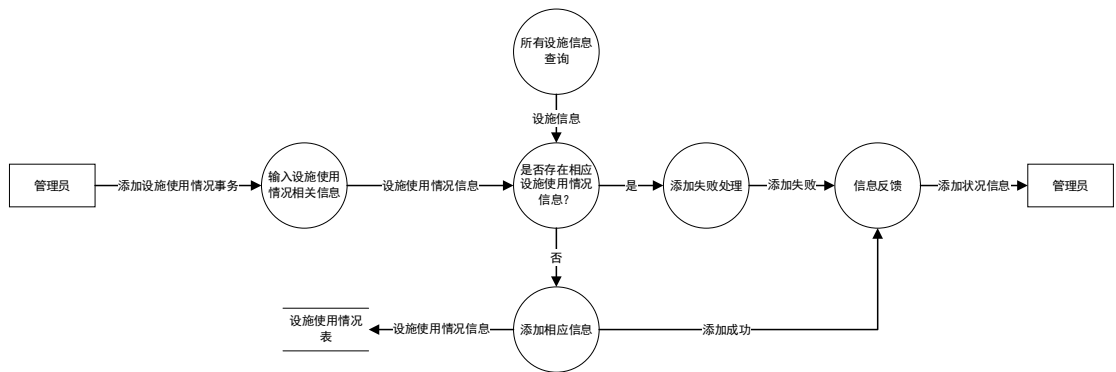 所有设施信息
查询
设施信息
管理员
添加设施使用情况事务
输入设施使用
情况相关信息
设施使用情况信息
是否存在相应
设施使用情况
信息?
是
添加失败处理
添加失败
信息反馈
添加状况信息
管理员
否
设施使用情况
表
设施使用情况信息
添加相应信息
添加成功